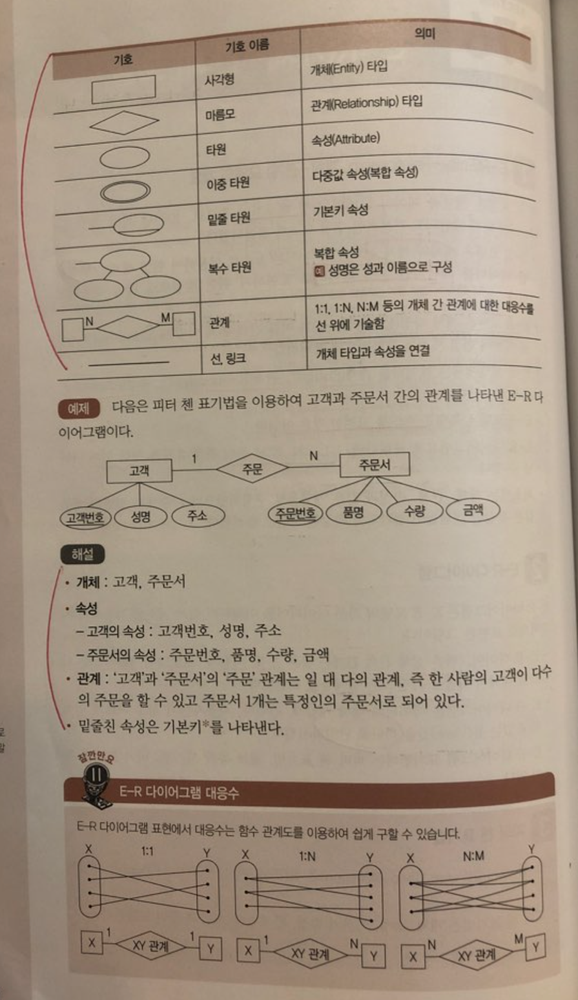 기호 기호 이름 의미
사각형 개체(Entity) 타입
마름모 관계(Relationship) 타입
타원 속성(Attribute)
이중 타원 다중값 속성(복합 속성)
밑줄 타원 기본키 속성
복수 타원 복합 속성
예 성명은 성과 이름으로 구성
N M 관계 1:1, 1:N, N:M 등의 개체 간 관계에 대한 대응수를
선 위에 기술함
선, 링크 개체 타입과 속성을 연결
예제 다음은 피터 첸 표기법을 이용하여 고객과 주문서 간의 관계를 나타낸 E-R 다
이어그램이다.
고객 1 주문 N 주문서
고객번호 성명 주소 주문번호 품명 수량 금액
해설
• 개체 : 고객, 주문서
• 속성
– 고객의 속성 : 고객번호, 성명, 주소
– 주문서의 속성 : 주문번호, 품명, 수량, 금액
• 관계 : ‘고객’과 ‘주문서’의 ‘주문’ 관계는 일 대 다의 관계, 즉 한 사람의 고객이 다수
의 주문을 할 수 있고 주문서 1개는 특정인의 주문서로 되어 있다.
• 밑줄친 속성은 기본키※를 나타낸다.
잠깐만요
E-R 다이어그램 대응수
E-R 다이어그램 표현에서 대응수는 함수 관계도를 이용하여 쉽게 구할 수 있습니다.
X 1:1 Y X 1:N Y X N:M Y
X 1 XY 관계 1 Y X 1 XY 관계 N Y X N XY 관계 M Y